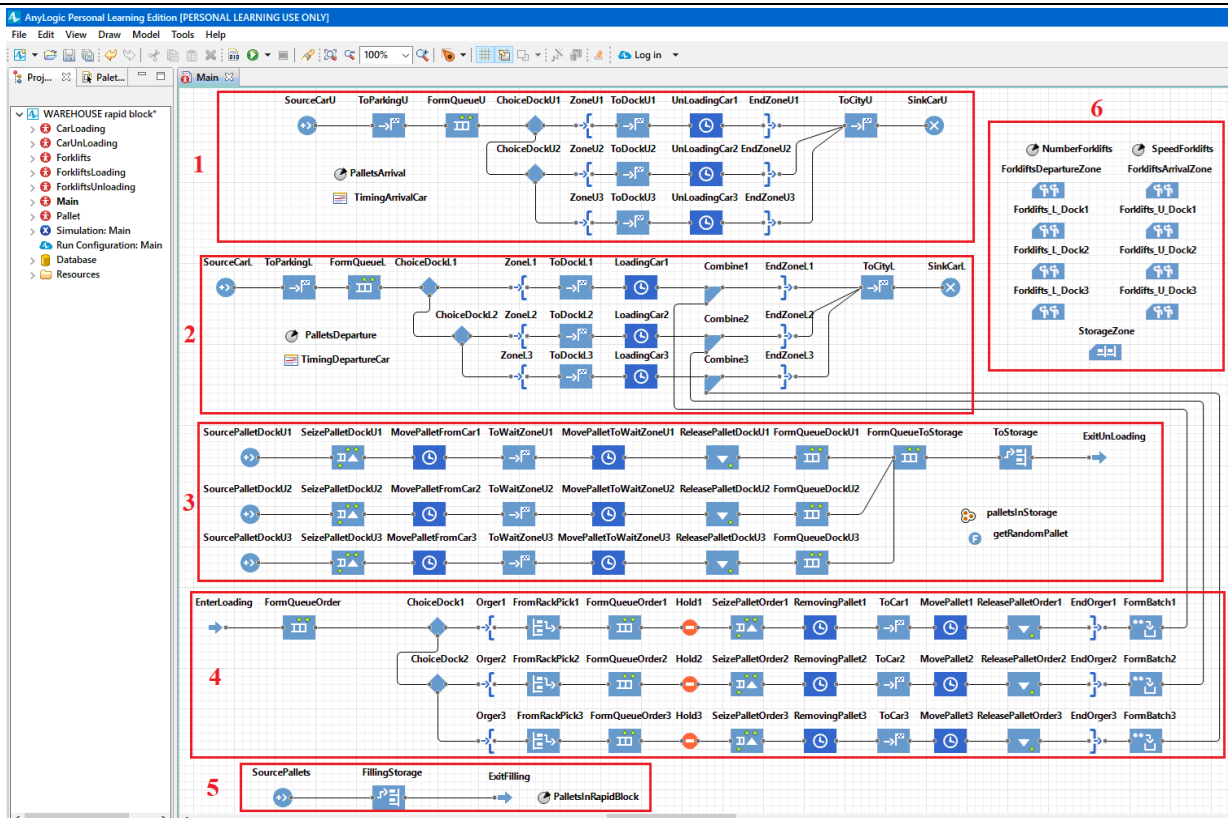 AnyLogic Personal Learning Edition [PERSONAL LEARNING USE ONLY]
File Edit View Draw Model Tools Help
100% Log in
Proj... Palet... Main
WAREHOUSE rapid block*
CarLoading
CarUnLoading
Forklifts
ForkliftsLoading
ForkliftsUnloading
Main
Pallet
Simulation: Main
Run Configuration: Main
Database
Resources
1
SourceCarU ToParkingU FormQueueU ChoiceDockU1 ZoneU1 ToDockU1 UnLoadingCar1 EndZoneU1 ToCityU SinkCarU
ChoiceDockU2 ZoneU2 ToDockU2 UnLoadingCar2 EndZoneU2
PalletsArrival
TimingArrivalCar
ZoneU3 ToDockU3 UnLoadingCar3 EndZoneU3
2
SourceCarL ToParkingL FormQueueL ChoiceDockL1 ZoneL1 ToDockL1 LoadingCar1 Combine1 EndZoneL1 ToCityL SinkCarL
ChoiceDockL2 ZoneL2 ToDockL2 LoadingCar2 Combine2 EndZoneL2
PalletsDeparture
TimingDepartureCar
ZoneL3 ToDockL3 LoadingCar3 Combine3 EndZoneL3
3
SourcePalletDockU1 SeizePalletDockU1 MovePalletFromCar1 ToWaitZoneU1 MovePalletToWaitZoneU1 ReleasePalletDockU1 FormQueueDockU1 FormQueueToStorage ToStorage ExitUnLoading
SourcePalletDockU2 SeizePalletDockU2 MovePalletFromCar2 ToWaitZoneU2 MovePalletToWaitZoneU2 ReleasePalletDockU2 FormQueueDockU2
palletsInStorage
getRandomPallet
SourcePalletDockU3 SeizePalletDockU3 MovePalletFromCar3 ToWaitZoneU3 MovePalletToWaitZoneU3 ReleasePalletDockU3 FormQueueDockU3
4
EnterLoading FormQueueOrder ChoiceDock1 Orger1 FromRackPick1 FormQueueOrder1 Hold1 SeizePalletOrder1 RemovingPallet1 ToCar1 MovePallet1 ReleasePalletOrder1 EndOrger1 FormBatch1
ChoiceDock2 Orger2 FromRackPick2 FormQueueOrder2 Hold2 SeizePalletOrder2 RemovingPallet2 ToCar2 MovePallet2 ReleasePalletOrder2 EndOrger2 FormBatch2
Orger3 FromRackPick3 FormQueueOrder3 Hold3 SeizePalletOrder3 RemovingPallet3 ToCar3 MovePallet3 ReleasePalletOrder3 EndOrger3 FormBatch3
5
SourcePallets FillingStorage ExitFilling
PalletsInRapidBlock
6
NumberForklifts SpeedForklifts
ForkliftsDepartureZone ForkliftsArrivalZone
Forklifts_L_Dock1 Forklifts_U_Dock1
Forklifts_L_Dock2 Forklifts_U_Dock2
Forklifts_L_Dock3 Forklifts_U_Dock3
StorageZone